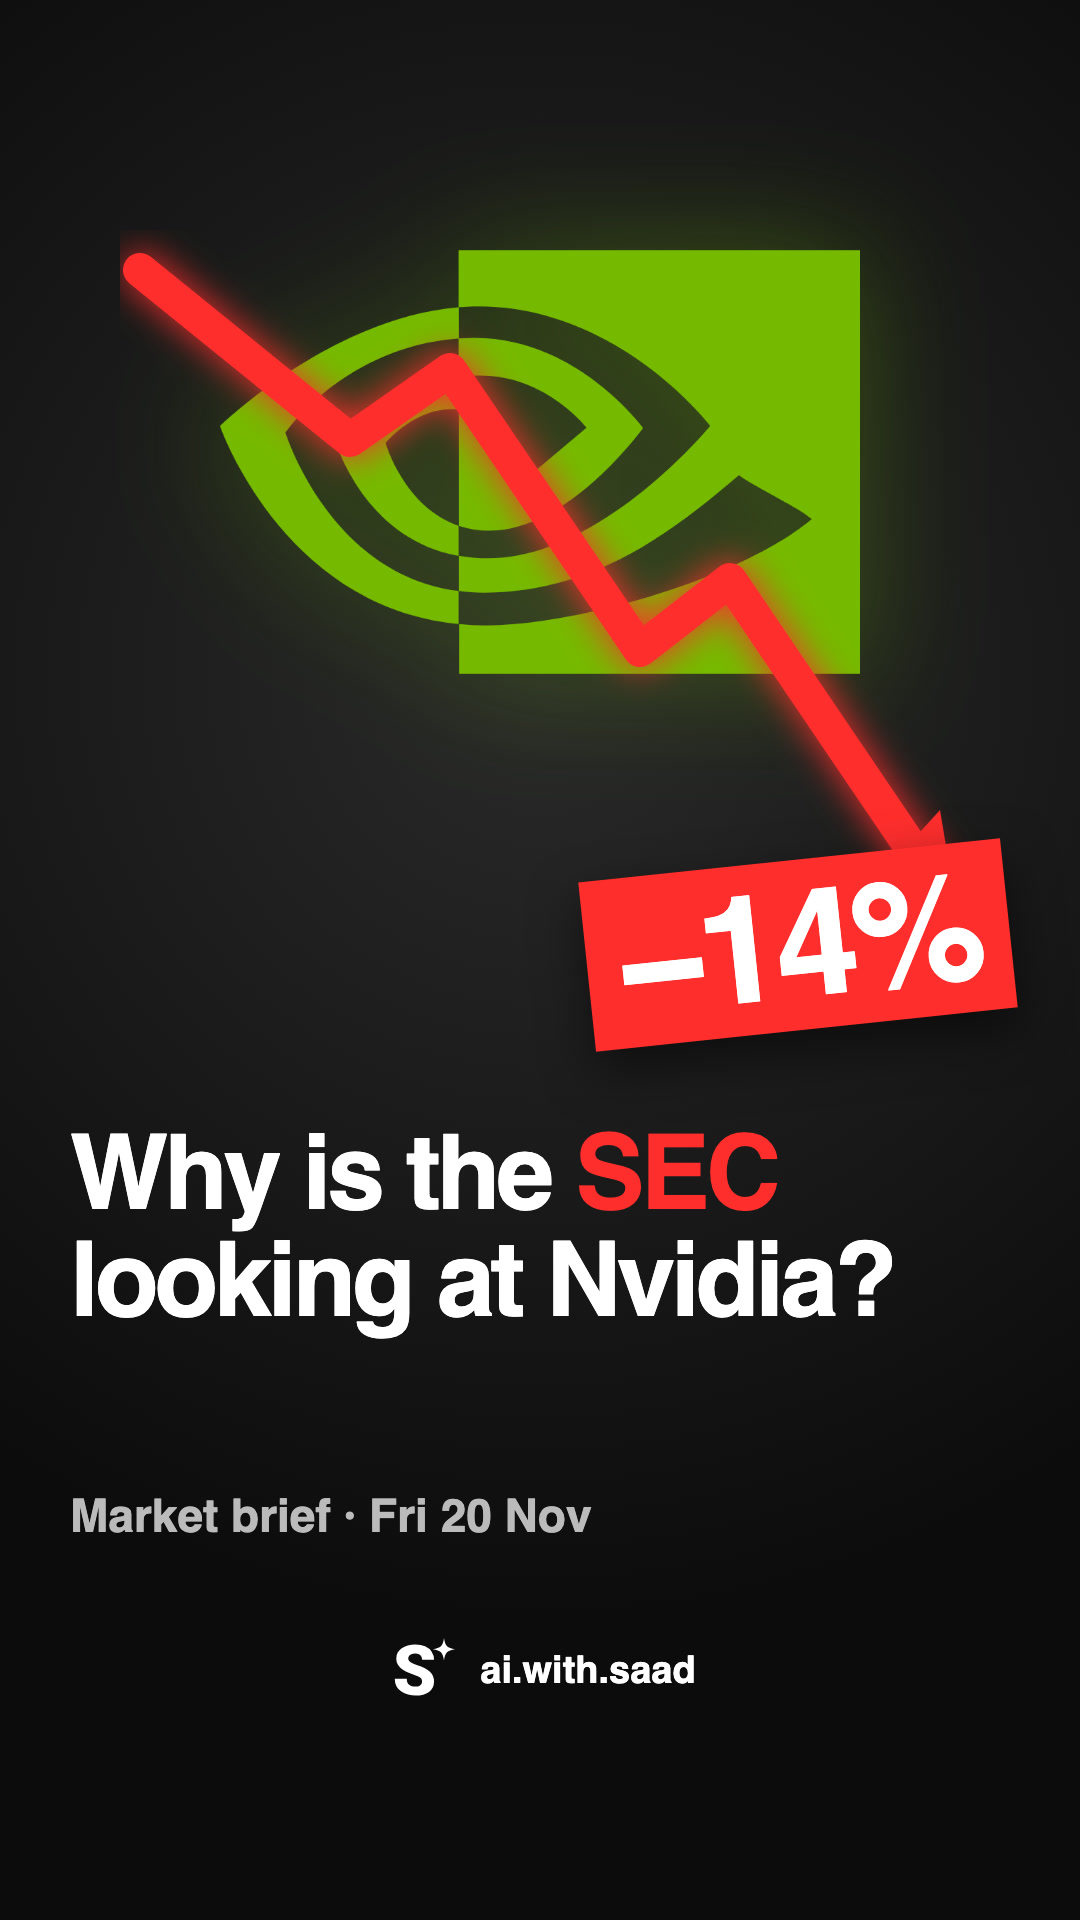 –14%
Why is the SEC
looking at Nvidia?
Market brief · Fri 20 Nov
S ai.with.saad